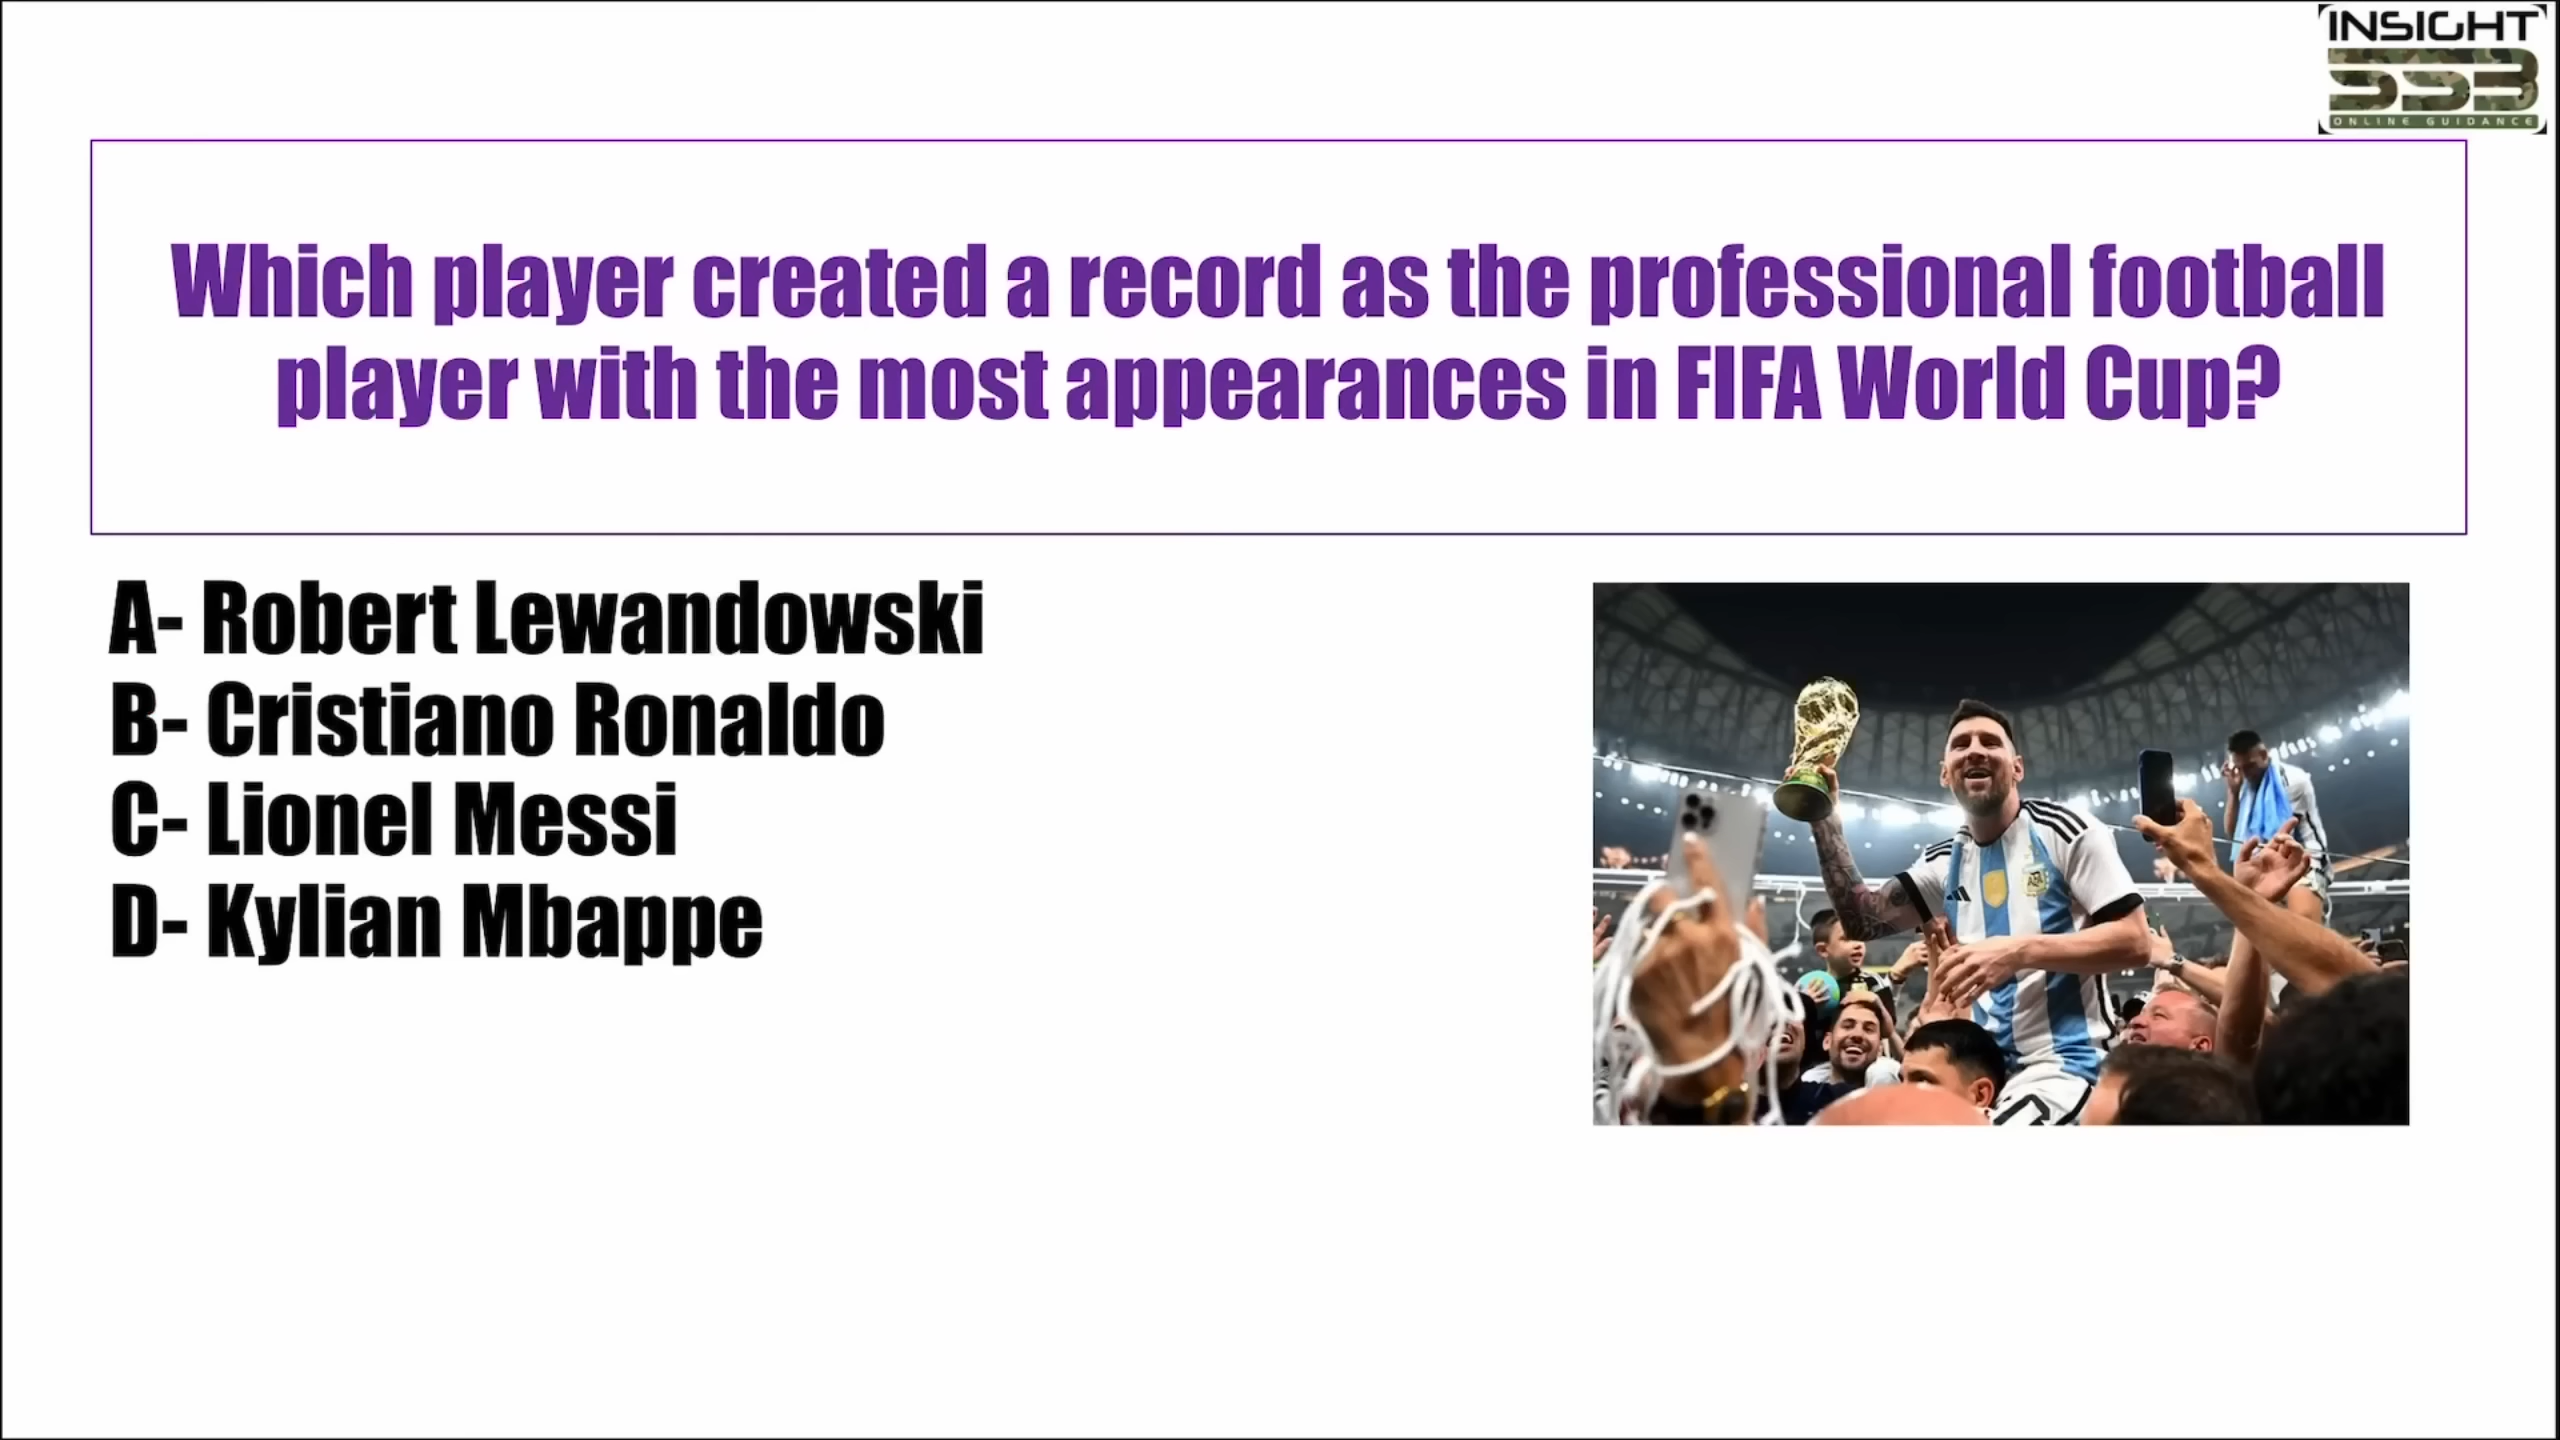 INSIGHT
SSB
ONLINE GUIDANCE
Which player created a record as the professional football
player with the most appearances in FIFA World Cup?
A- Robert Lewandowski
B- Cristiano Ronaldo
C- Lionel Messi
D- Kylian Mbappe